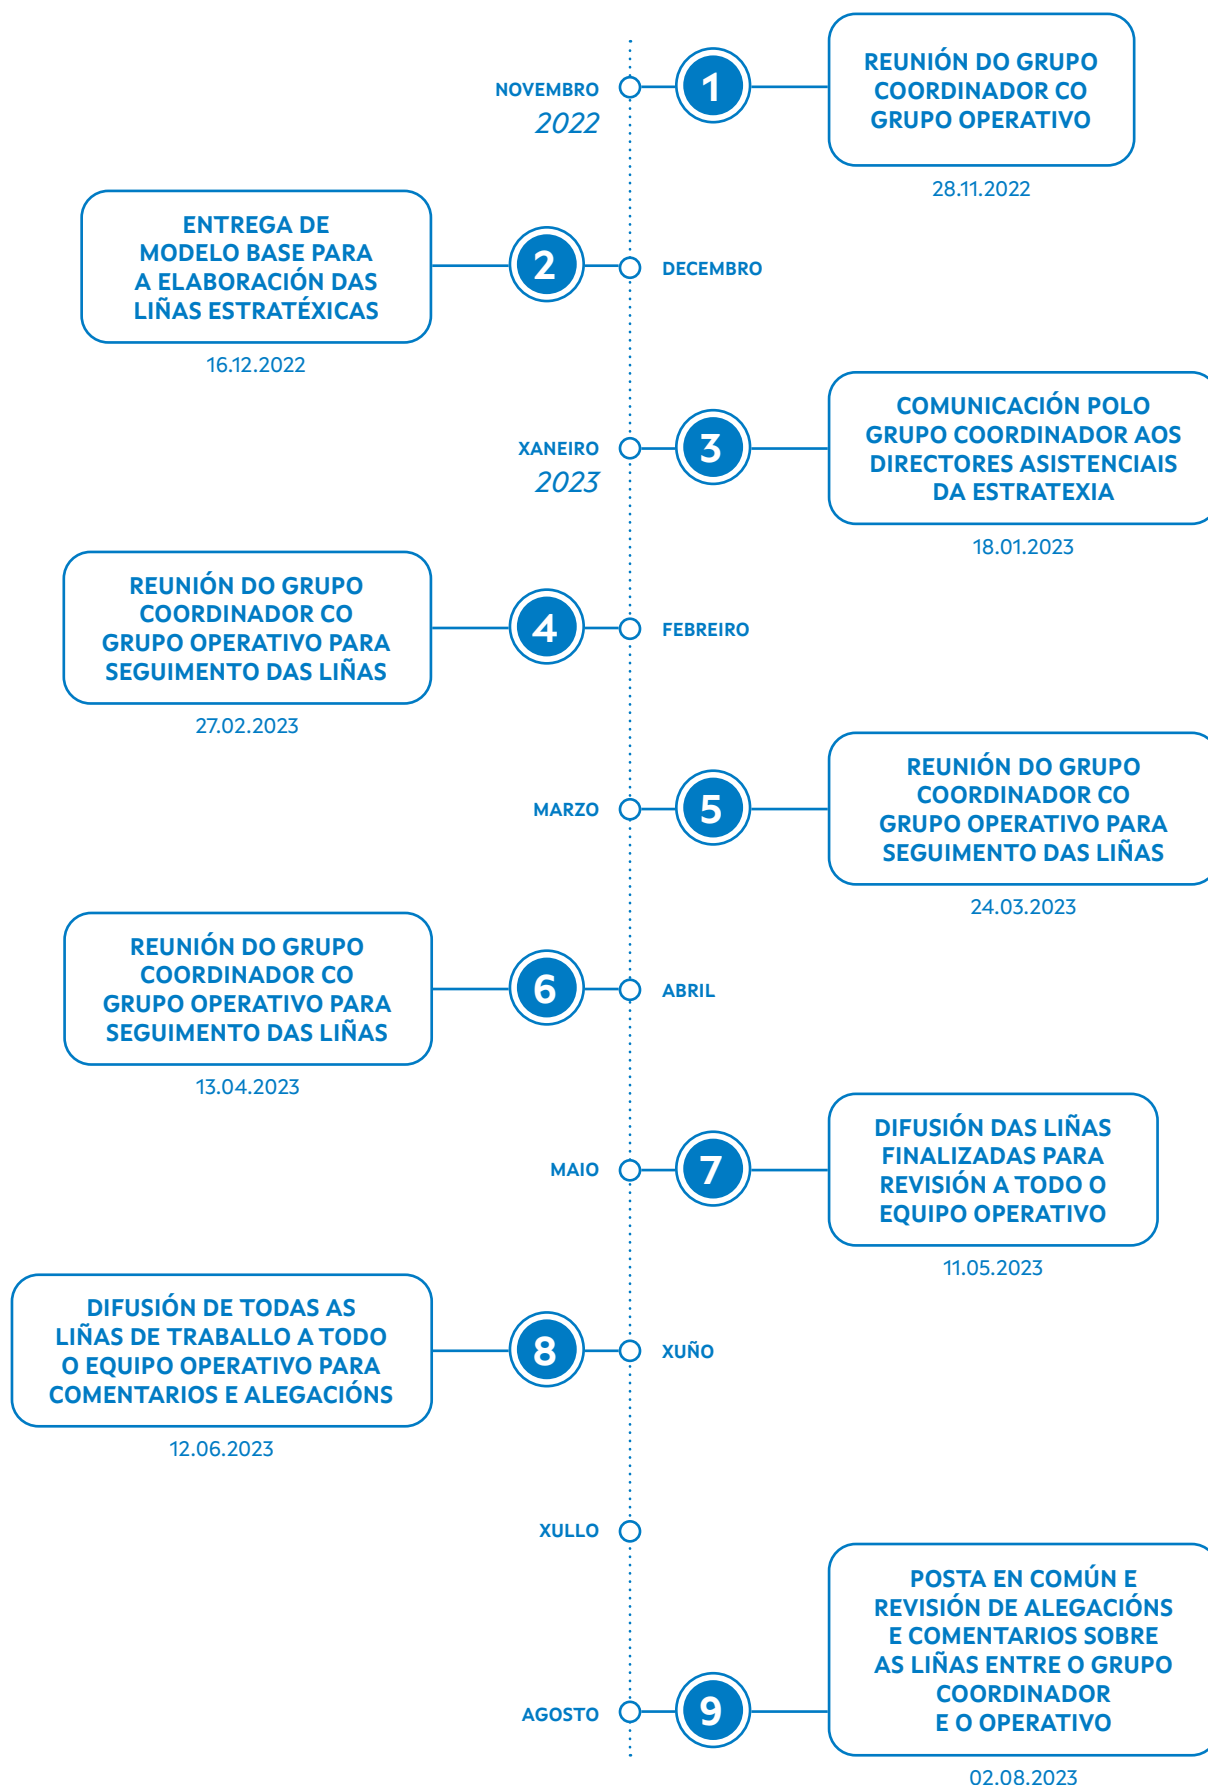 NOVEMBRO
2022
1
REUNIÓN DO GRUPO
COORDINADOR CO
GRUPO OPERATIVO
28.11.2022
ENTREGA DE
MODELO BASE PARA
A ELABORACIÓN DAS
LIÑAS ESTRATÉXICAS
16.12.2022
2
DECEMBRO
XANEIRO
2023
3
COMUNICACIÓN POLO
GRUPO COORDINADOR AOS
DIRECTORES ASISTENCIAIS
DA ESTRATEXIA
18.01.2023
REUNIÓN DO GRUPO
COORDINADOR CO
GRUPO OPERATIVO PARA
SEGUIMENTO DAS LIÑAS
27.02.2023
4
FEBREIRO
MARZO
5
REUNIÓN DO GRUPO
COORDINADOR CO
GRUPO OPERATIVO PARA
SEGUIMENTO DAS LIÑAS
24.03.2023
REUNIÓN DO GRUPO
COORDINADOR CO
GRUPO OPERATIVO PARA
SEGUIMENTO DAS LIÑAS
13.04.2023
6
ABRIL
MAIO
7
DIFUSIÓN DAS LIÑAS
FINALIZADAS PARA
REVISIÓN A TODO O
EQUIPO OPERATIVO
11.05.2023
DIFUSIÓN DE TODAS AS
LIÑAS DE TRABALLO A TODO
O EQUIPO OPERATIVO PARA
COMENTARIOS E ALEGACIÓNS
12.06.2023
8
XUÑO
XULLO
AGOSTO
9
POSTA EN COMÚN E
REVISIÓN DE ALEGACIÓNS
E COMENTARIOS SOBRE
AS LIÑAS ENTRE O GRUPO
COORDINADOR
E O OPERATIVO
02.08.2023